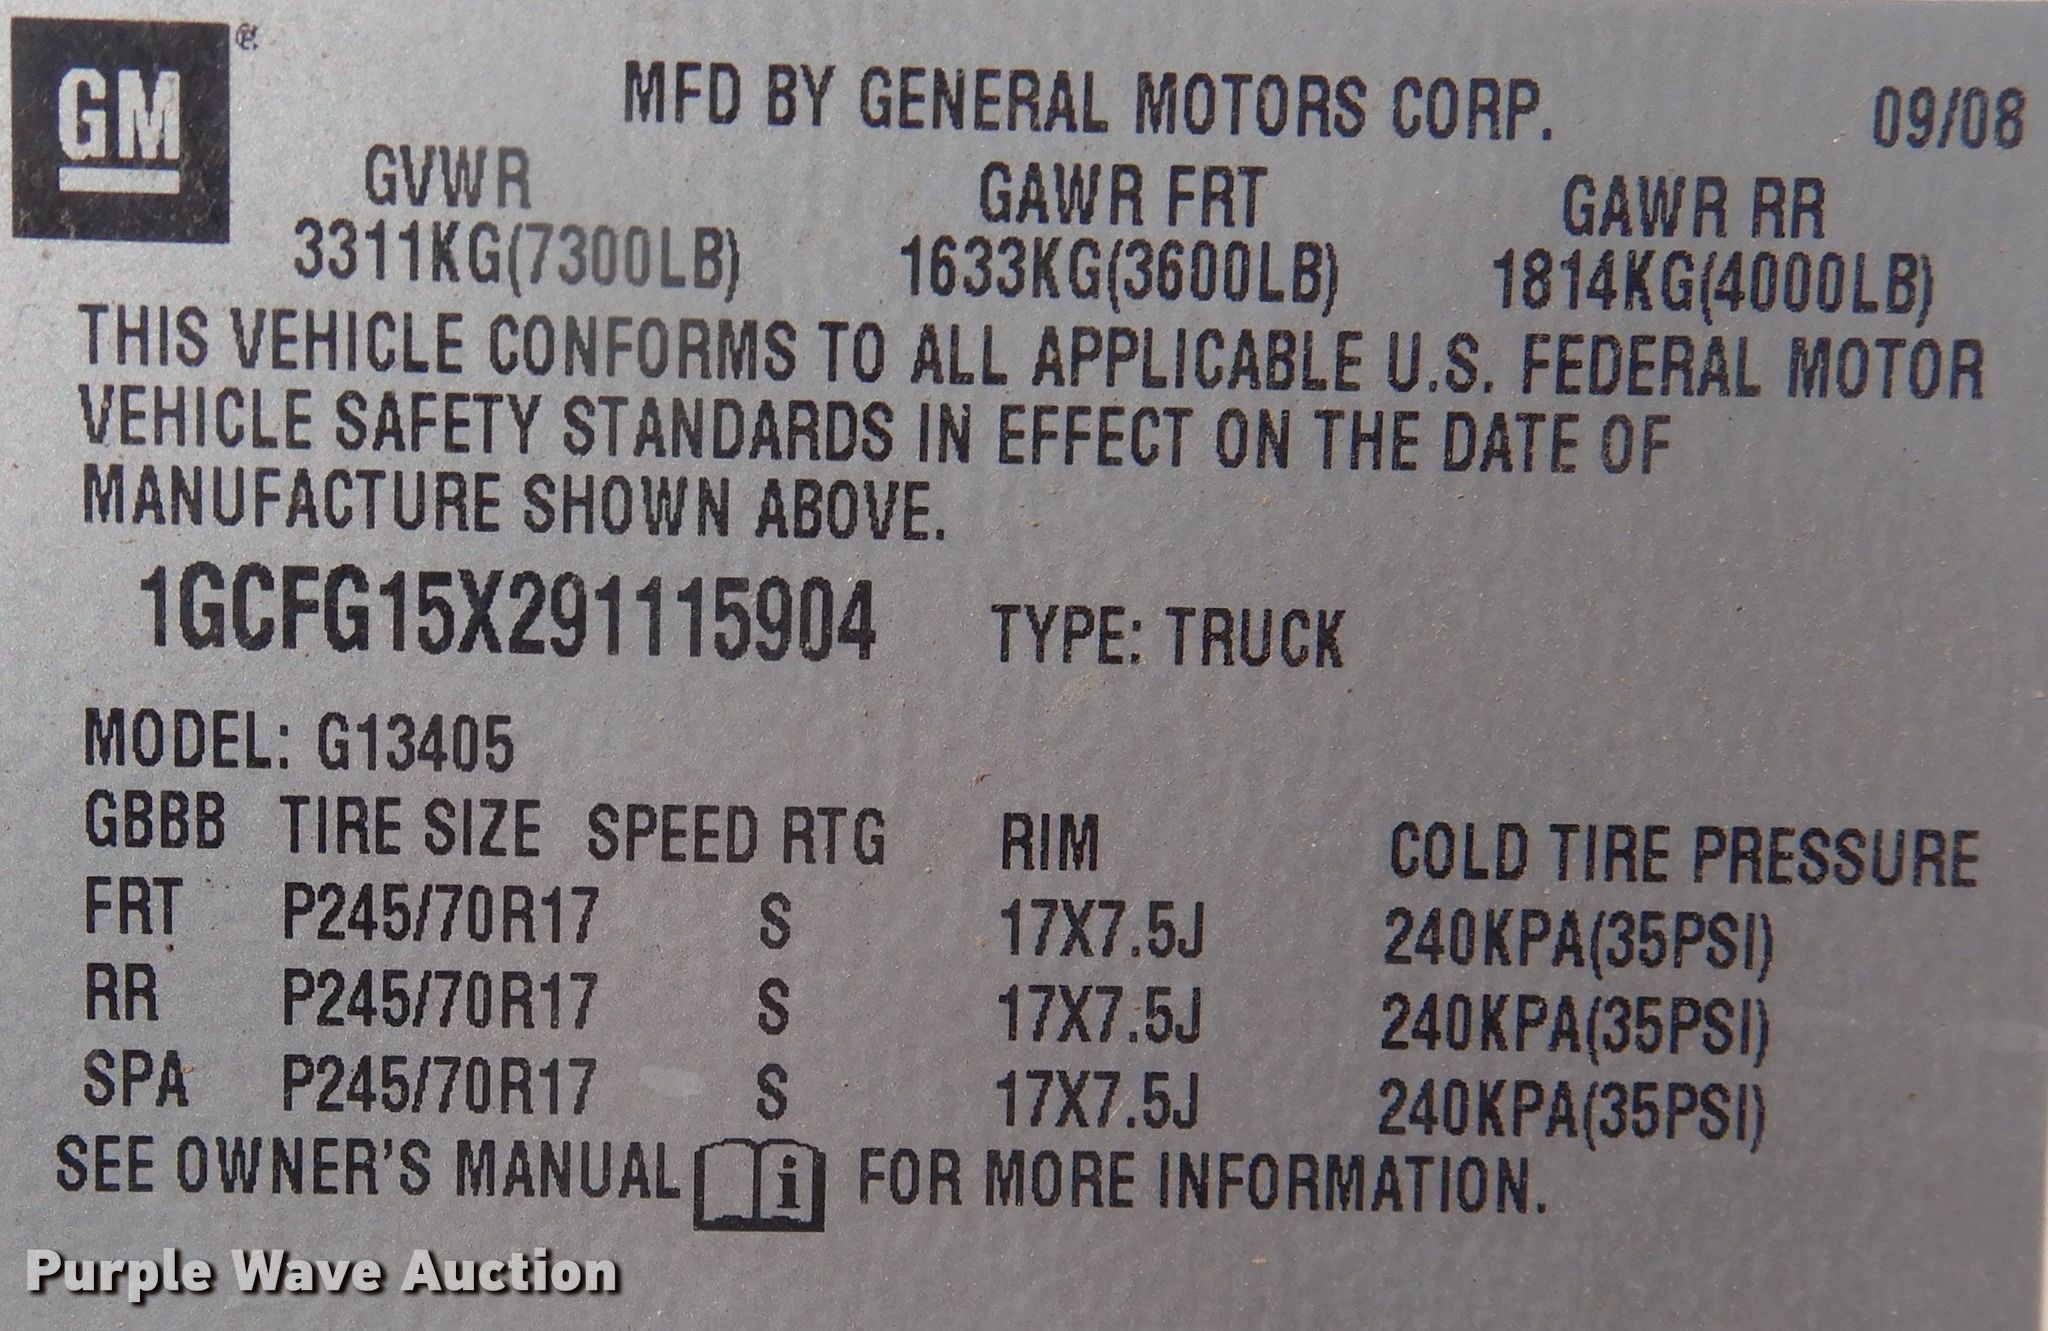 GM ®
MFD BY GENERAL MOTORS CORP. 09/08
GVWR GAWR FRT GAWR RR
3311KG(7300LB) 1633KG(3600LB) 1814KG(4000LB)
THIS VEHICLE CONFORMS TO ALL APPLICABLE U.S. FEDERAL MOTOR
VEHICLE SAFETY STANDARDS IN EFFECT ON THE DATE OF
MANUFACTURE SHOWN ABOVE.
1GCFG15X291115904 TYPE: TRUCK
MODEL: G13405
GBBB TIRE SIZE SPEED RTG RIM COLD TIRE PRESSURE
FRT P245/70R17 S 17X7.5J 240KPA(35PSI)
RR P245/70R17 S 17X7.5J 240KPA(35PSI)
SPA P245/70R17 S 17X7.5J 240KPA(35PSI)
SEE OWNER'S MANUAL i FOR MORE INFORMATION.
Purple Wave Auction